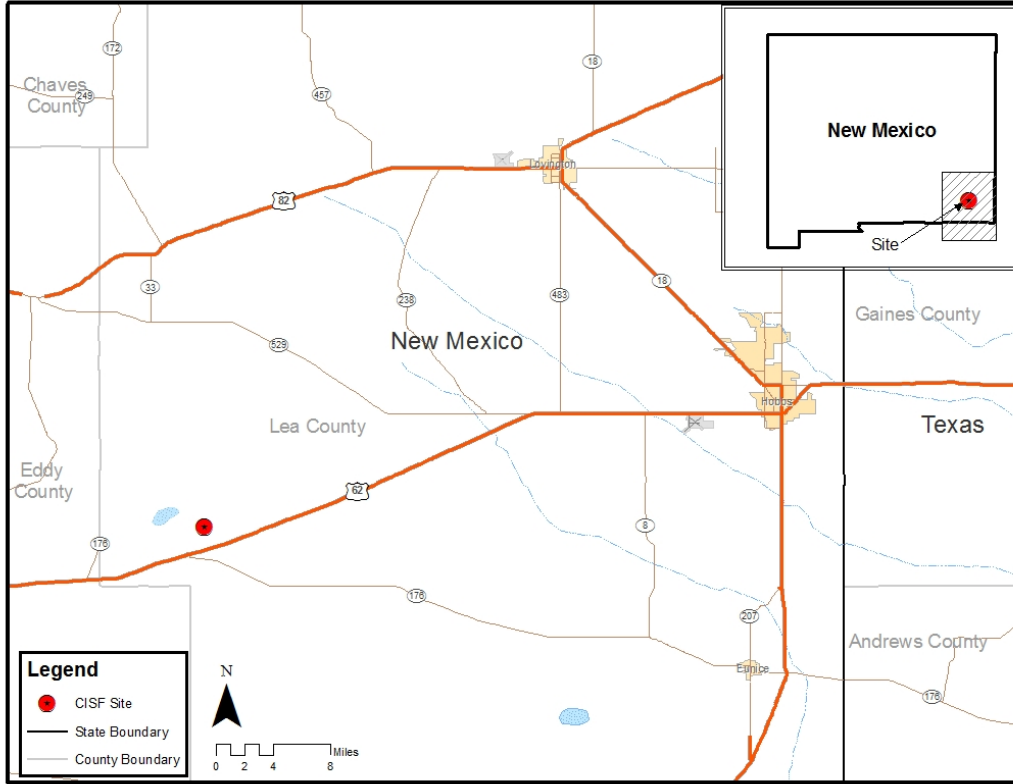 172
Chaves
County
249
457
18
Lovington
82
New Mexico
Site
33
238
483
18
529
New Mexico
Gaines County
Hobbs
Lea County
Texas
Eddy
County
62
8
176
176
207
Andrews County
Eunice
176
Legend
CISF Site
State Boundary
County Boundary
N
Miles
0 2 4 8